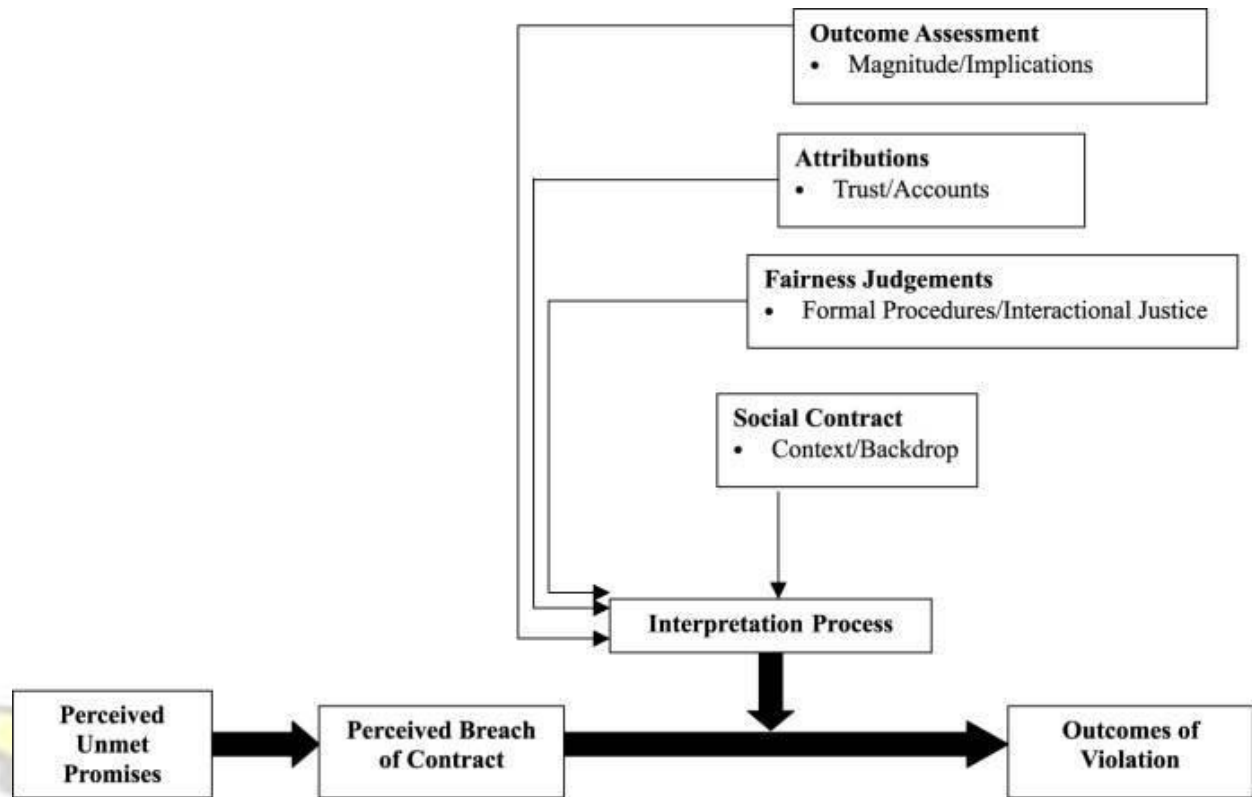 Outcome Assessment
• Magnitude/Implications
Attributions
• Trust/Accounts
Fairness Judgements
• Formal Procedures/Interactional Justice
Social Contract
• Context/Backdrop
Interpretation Process
Perceived
Unmet
Promises
Perceived Breach
of Contract
Outcomes of
Violation